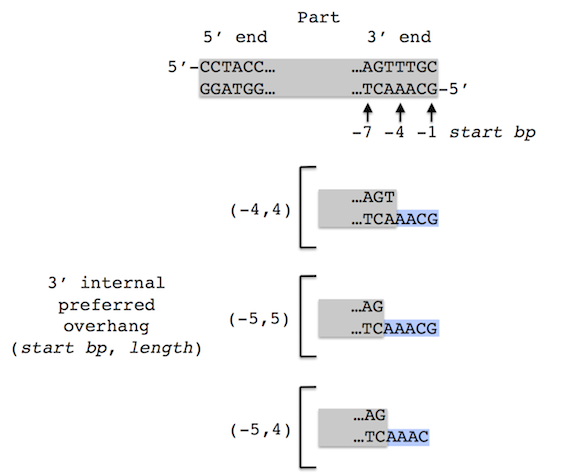 Part
5′ end 3′ end
5′-CCTACC… …AGTTTGC
GGATGG… …TCAAACG-5′
-7 -4 -1 start bp
…AGT
(-4,4) …TCAAACG
3′ internal
preferred
overhang
(start bp, length)
…AG
(-5,5) …TCAAACG
…AG
(-5,4) …TCAAAC